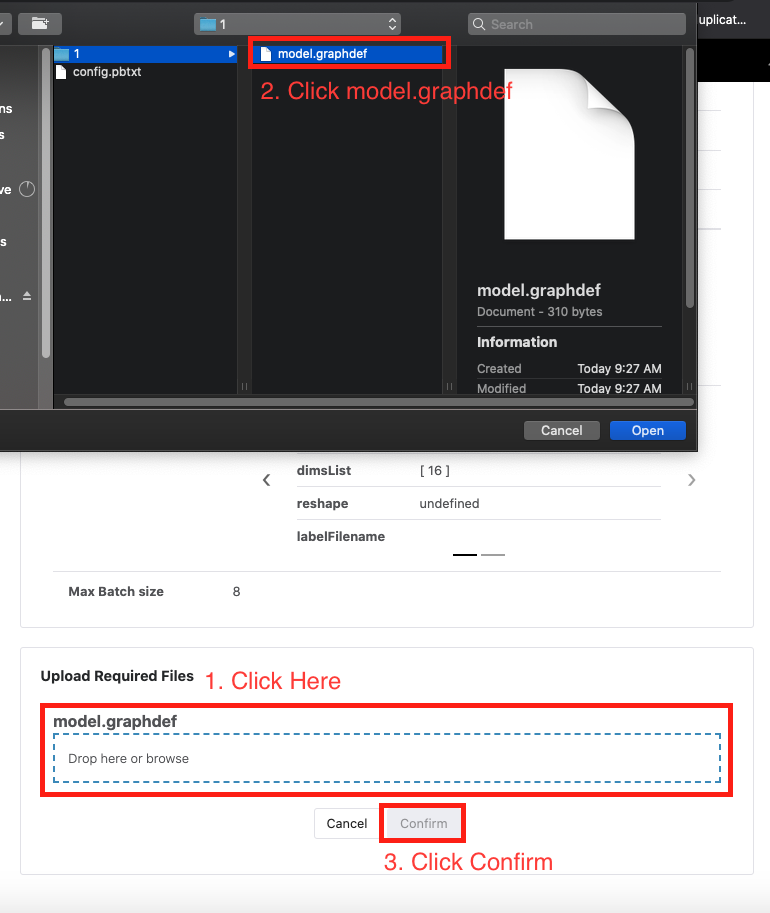 1
Search
uplicat...
1
model.graphdef
config.pbtxt
2. Click model.graphdef
ns
s
ve
s
...
model.graphdef
Document - 310 bytes
Information
Created Today 9:27 AM
Modified Today 9:27 AM
Cancel
Open
dimsList [ 16 ]
reshape undefined
labelFilename
Max Batch size 8
Upload Required Files
1. Click Here
model.graphdef
Drop here or browse
Cancel
Confirm
3. Click Confirm